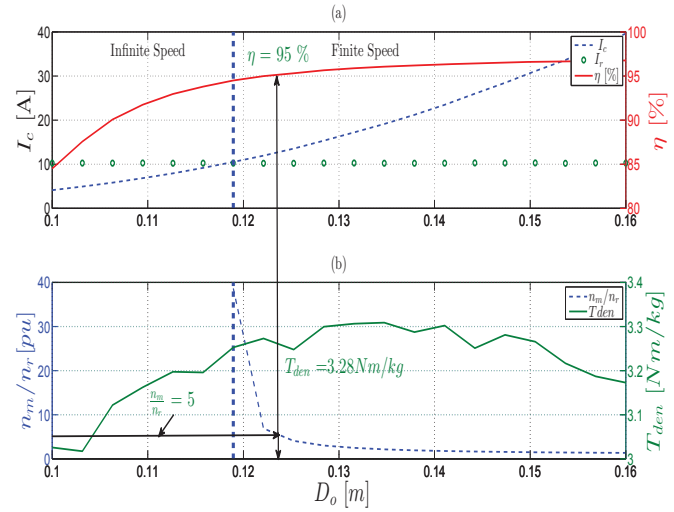 (a)
Infinite Speed
η = 95 %
Finite Speed
I_c
I_r
η [%]
I_c [A]
40
30
20
10
0
η [%]
100
95
90
85
80
0.1 0.11 0.12 0.13 0.14 0.15 0.16
(b)
n_m/n_r
Tden
n_m/n_r [pu]
40
30
20
10
0
T_den =3.28Nm/kg
n_m/n_r = 5
T_den [Nm/kg]
3.4
3.3
3.2
3.1
3
0.1 0.11 0.12 0.13 0.14 0.15 0.16
D_o [m]